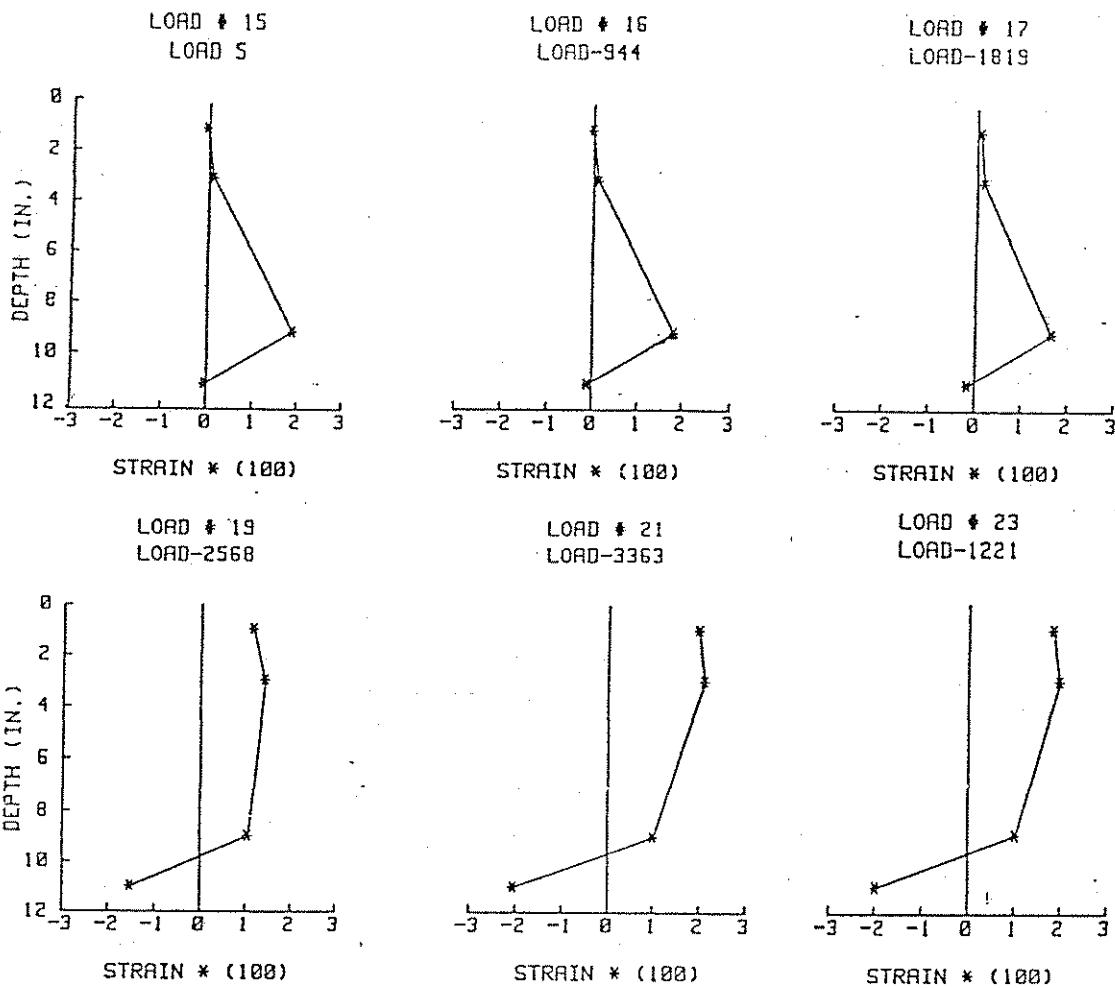 LOAD # 15
LOAD 5
LOAD # 16
LOAD-944
LOAD # 17
LOAD-1819
0
2
4
6
8
10
12
DEPTH (IN.)
-3 -2 -1 0 1 2 3
-3 -2 -1 0 1 2 3
-3 -2 -1 0 1 2 3
STRAIN * (100)
STRAIN * (100)
STRAIN * (100)
LOAD # 19
LOAD-2568
LOAD # 21
LOAD-3363
LOAD # 23
LOAD-1221
0
2
4
6
8
10
12
DEPTH (IN.)
-3 -2 -1 0 1 2 3
-3 -2 -1 0 1 2 3
-3 -2 -1 0 1 2 3
STRAIN * (100)
STRAIN * (100)
STRAIN * (100)